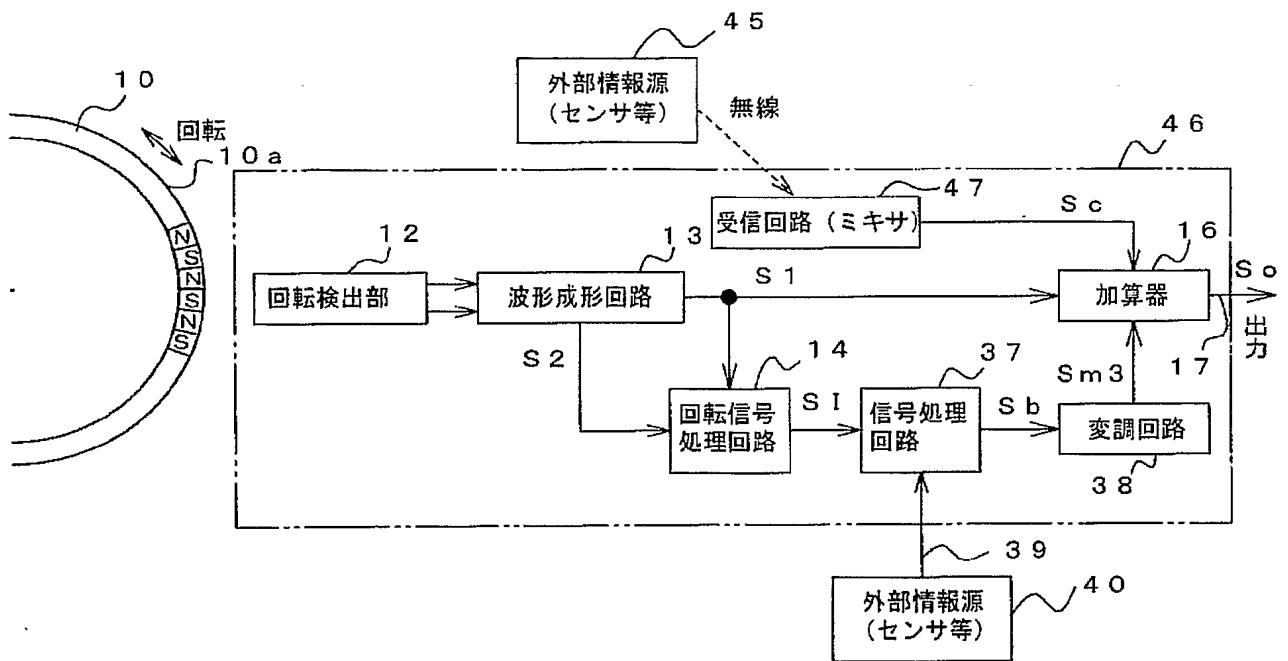 45
外部情報源
(センサ等)
無線
10
回転
10a
46
47
受信回路(ミキサ)
Sc
12
回転検出部
13
波形成形回路
S1
16
加算器
So
出力
17
N
S
N
S
N
S
S2
14
回転信号
処理回路
SI
37
信号処理
回路
Sb
Sm3
変調回路
38
39
外部情報源
(センサ等)
40